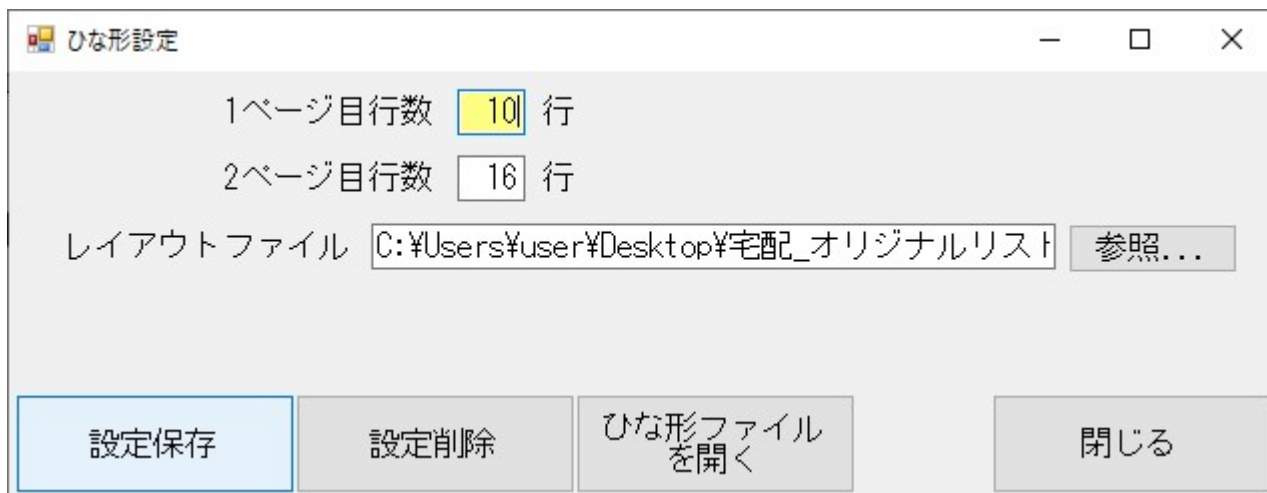 ひな形設定
1ページ目行数 10 行
2ページ目行数 16 行
レイアウトファイル C:¥Users¥user¥Desktop¥宅配_オリジナルリスト 参照...
設定保存 設定削除 ひな形ファイル
を開く 閉じる